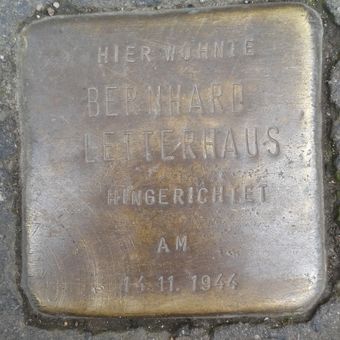 HIER WOHNTE
BERNHARD
LETTERHAUS
HINGERICHTET
AM
14.11.1944